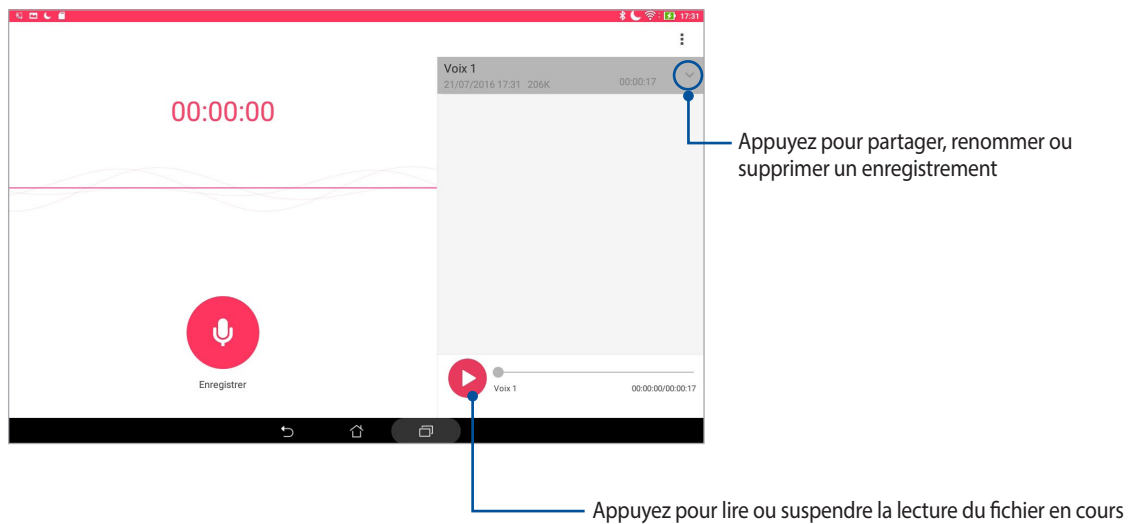 17:31
Voix 1
21/07/2016 17:31 206K 00:00:17
00:00:00
Appuyez pour partager, renommer ou
supprimer un enregistrement
Enregistrer
Voix 1 00:00:00/00:00:17
Appuyez pour lire ou suspendre la lecture du fichier en cours